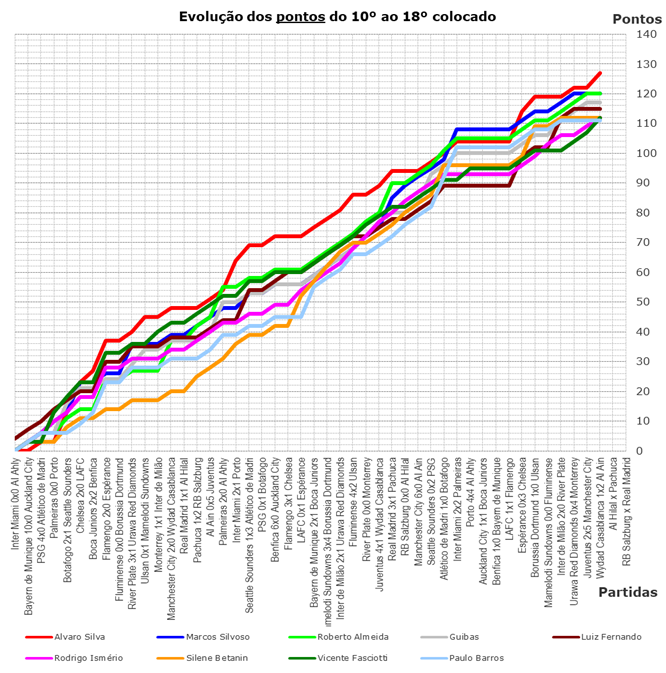 Evolução dos pontos do 10º ao 18º colocado
Pontos
140
130
120
110
100
90
80
70
60
50
40
30
20
10
0
Inter Miami 0x0 Al Ahly
Bayern de Munique 10x0 Auckland City
PSG 4x0 Atlético de Madri
Palmeiras 0x0 Porto
Botafogo 2x1 Seattle Sounders
Chelsea 2x0 LAFC
Boca Juniors 2x2 Benfica
Flamengo 2x0 Espérance
Fluminense 0x0 Borussia Dortmund
River Plate 3x1 Urawa Red Diamonds
Ulsan 0x1 Mamelodi Sundowns
Monterrey 1x1 Inter de Milão
Manchester City 2x0 Wydad Casablanca
Real Madrid 1x1 Al Hilal
Pachuca 1x2 RB Salzburg
Al Ain 0x5 Juventus
Palmeiras 2x0 Al Ahly
Inter Miami 2x1 Porto
Seattle Sounders 1x3 Atlético de Madri
PSG 0x1 Botafogo
Benfica 6x0 Auckland City
Flamengo 3x1 Chelsea
LAFC 0x1 Espérance
Bayern de Munique 2x1 Boca Juniors
amelodi Sundowns 3x4 Borussia Dortmund
Inter de Milão 2x1 Urawa Red Diamonds
Fluminense 4x2 Ulsan
River Plate 0x0 Monterrey
Juventus 4x1 Wydad Casablanca
Real Madrid 3x1 Pachuca
RB Salzburg 0x0 Al Hilal
Manchester City 6x0 Al Ain
Seattle Sounders 0x2 PSG
Atlético de Madri 1x0 Botafogo
Inter Miami 2x2 Palmeiras
Porto 4x4 Al Ahly
Auckland City 1x1 Boca Juniors
Benfica 1x0 Bayern de Munique
LAFC 1x1 Flamengo
Espérance 0x3 Chelsea
Borussia Dortmund 1x0 Ulsan
Mamelodi Sundowns 0x0 Fluminense
Inter de Milão 2x0 River Plate
Urawa Red Diamonds 0x4 Monterrey
Juventus 2x5 Manchester City
Wydad Casablanca 1x2 Al Ain
Al Hilal x Pachuca
RB Salzburg x Real Madrid
Partidas
Alvaro Silva
Marcos Silvoso
Roberto Almeida
Guibas
Luiz Fernando
Rodrigo Ismério
Silene Betanin
Vicente Fasciotti
Paulo Barros